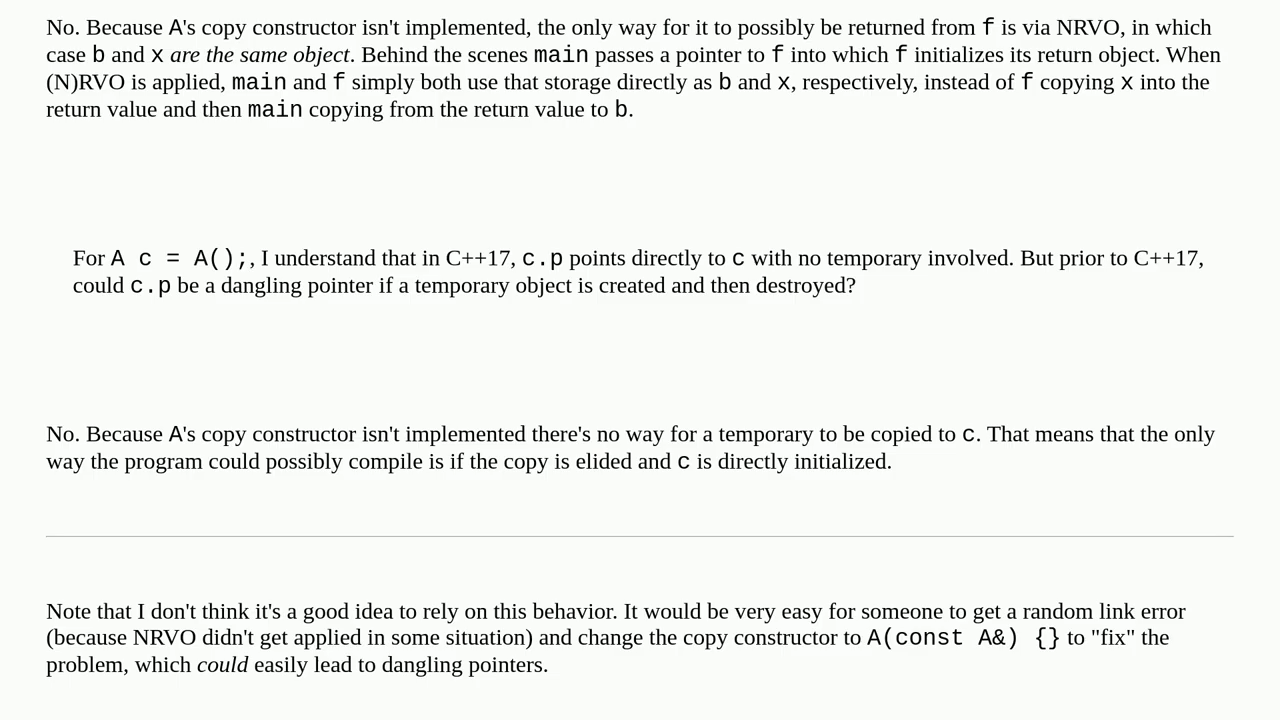 No. Because A's copy constructor isn't implemented, the only way for it to possibly be returned from f is via NRVO, in which
case b and x are the same object. Behind the scenes main passes a pointer to f into which f initializes its return object. When
(N)RVO is applied, main and f simply both use that storage directly as b and x, respectively, instead of f copying x into the
return value and then main copying from the return value to b.
For A c = A();, I understand that in C++17, c.p points directly to c with no temporary involved. But prior to C++17,
could c.p be a dangling pointer if a temporary object is created and then destroyed?
No. Because A's copy constructor isn't implemented there's no way for a temporary to be copied to c. That means that the only
way the program could possibly compile is if the copy is elided and c is directly initialized.
Note that I don't think it's a good idea to rely on this behavior. It would be very easy for someone to get a random link error
(because NRVO didn't get applied in some situation) and change the copy constructor to A(const A&) {} to "fix" the
problem, which could easily lead to dangling pointers.